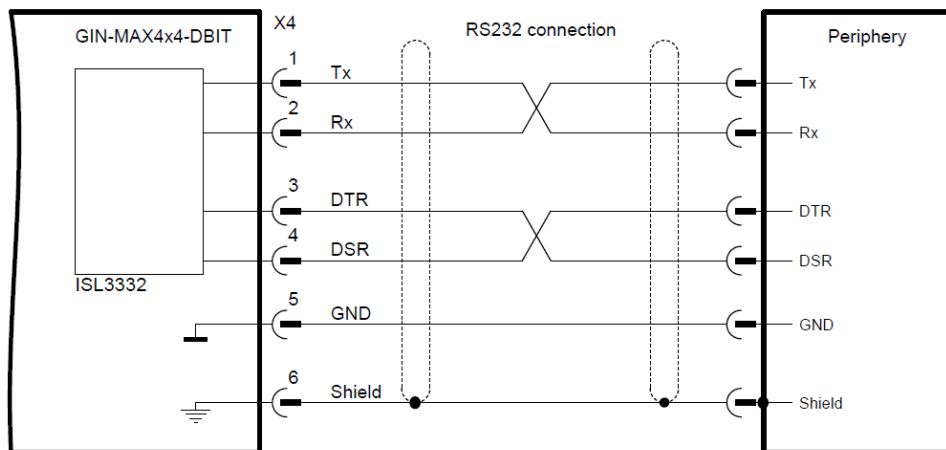 GIN-MAX4x4-DBIT
X4
RS232 connection
Periphery
1
Tx
Tx
2
Rx
Rx
3
DTR
DTR
4
DSR
DSR
ISL3332
5
GND
GND
6
Shield
Shield